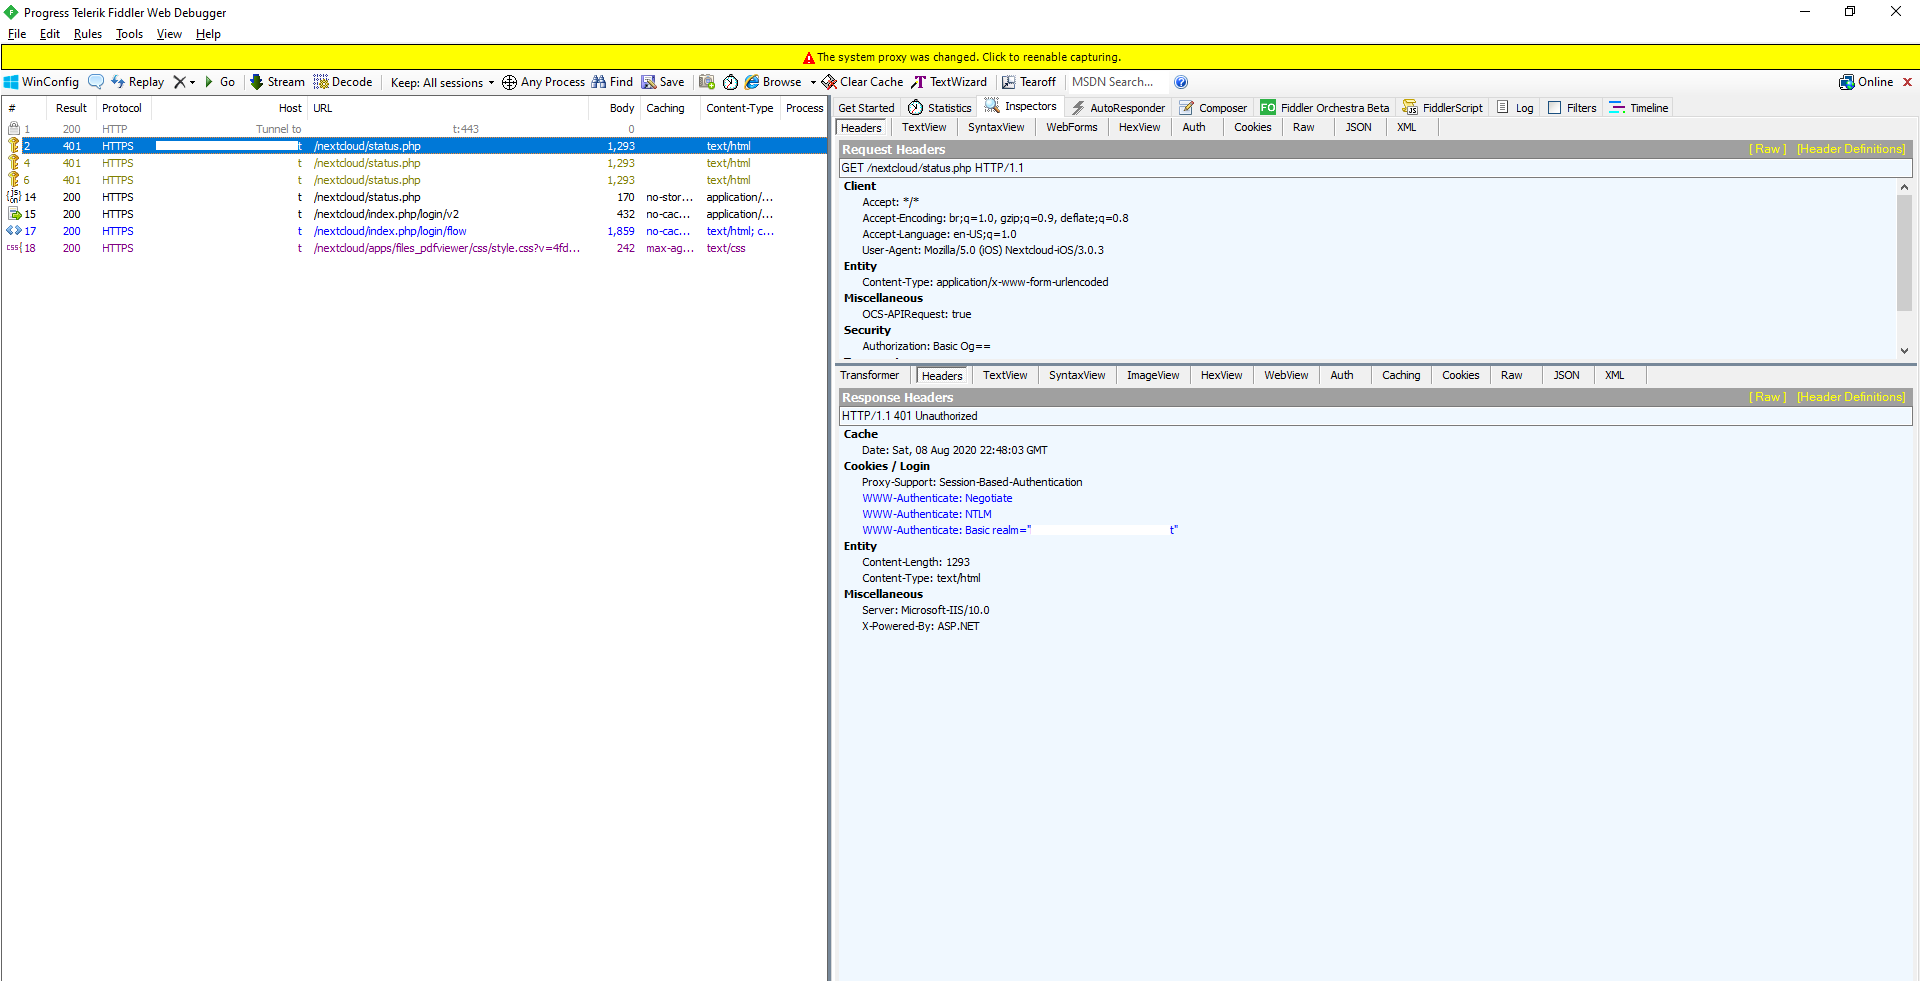 Progress Telerik Fiddler Web Debugger
File Edit Rules Tools View Help
The system proxy was changed. Click to reenable capturing.
WinConfig Replay Go Stream Decode Keep: All sessions Any Process Find Save Browse Clear Cache TextWizard Tearoff MSDN Search... Online
# Result Protocol Host URL Body Caching Content-Type Process
1 200 HTTP Tunnel to t:443 0
2 401 HTTPS t /nextcloud/status.php 1,293 text/html
4 401 HTTPS t /nextcloud/status.php 1,293 text/html
6 401 HTTPS t /nextcloud/status.php 1,293 text/html
14 200 HTTPS t /nextcloud/status.php 170 no-stor... application/...
15 200 HTTPS t /nextcloud/index.php/login/v2 432 no-cac... application/...
17 200 HTTPS t /nextcloud/index.php/login/flow 1,859 no-cac... text/html; c...
18 200 HTTPS t /nextcloud/apps/files_pdfviewer/css/style.css?v=4fd... 242 max-ag... text/css
Get Started Statistics Inspectors AutoResponder Composer FO Fiddler Orchestra Beta FiddlerScript Log Filters Timeline
Headers TextView SyntaxView WebForms HexView Auth Cookies Raw JSON XML
Request Headers [ Raw ] [Header Definitions]
GET /nextcloud/status.php HTTP/1.1
Client
Accept: */*
Accept-Encoding: br;q=1.0, gzip;q=0.9, deflate;q=0.8
Accept-Language: en-US;q=1.0
User-Agent: Mozilla/5.0 (iOS) Nextcloud-iOS/3.0.3
Entity
Content-Type: application/x-www-form-urlencoded
Miscellaneous
OCS-APIRequest: true
Security
Authorization: Basic Og==
Transformer Headers TextView SyntaxView ImageView HexView WebView Auth Caching Cookies Raw JSON XML
Response Headers [ Raw ] [Header Definitions]
HTTP/1.1 401 Unauthorized
Cache
Date: Sat, 08 Aug 2020 22:48:03 GMT
Cookies / Login
Proxy-Support: Session-Based-Authentication
WWW-Authenticate: Negotiate
WWW-Authenticate: NTLM
WWW-Authenticate: Basic realm=" t"
Entity
Content-Length: 1293
Content-Type: text/html
Miscellaneous
Server: Microsoft-IIS/10.0
X-Powered-By: ASP.NET